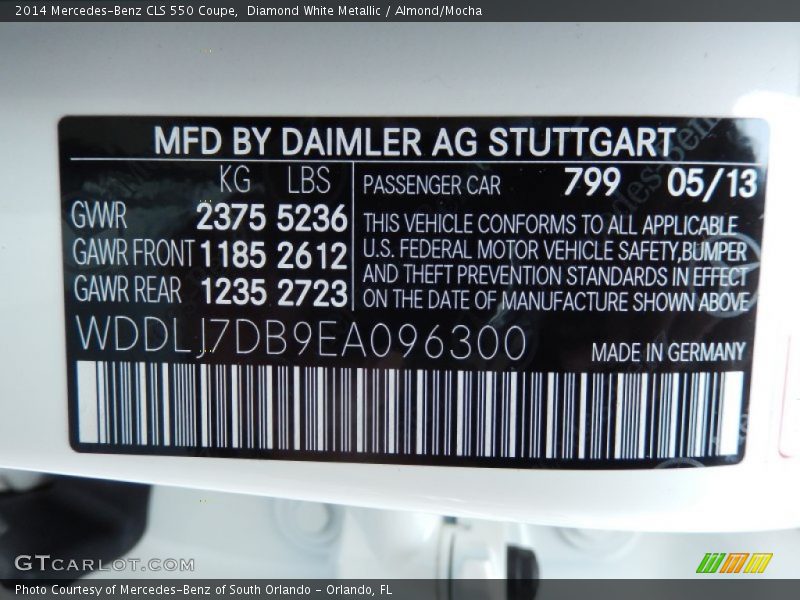 2014 Mercedes-Benz CLS 550 Coupe, Diamond White Metallic / Almond/Mocha
MFD BY DAIMLER AG STUTTGART
KG LBS
GVWR 2375 5236
GAWR FRONT 1185 2612
GAWR REAR 1235 2723
PASSENGER CAR 799 05/13
THIS VEHICLE CONFORMS TO ALL APPLICABLE
U.S. FEDERAL MOTOR VEHICLE SAFETY,BUMPER
AND THEFT PREVENTION STANDARDS IN EFFECT
ON THE DATE OF MANUFACTURE SHOWN ABOVE
WDDLJ7DB9EA096300
MADE IN GERMANY
GTCARLOT.COM
Photo Courtesy of Mercedes-Benz of South Orlando - Orlando, FL